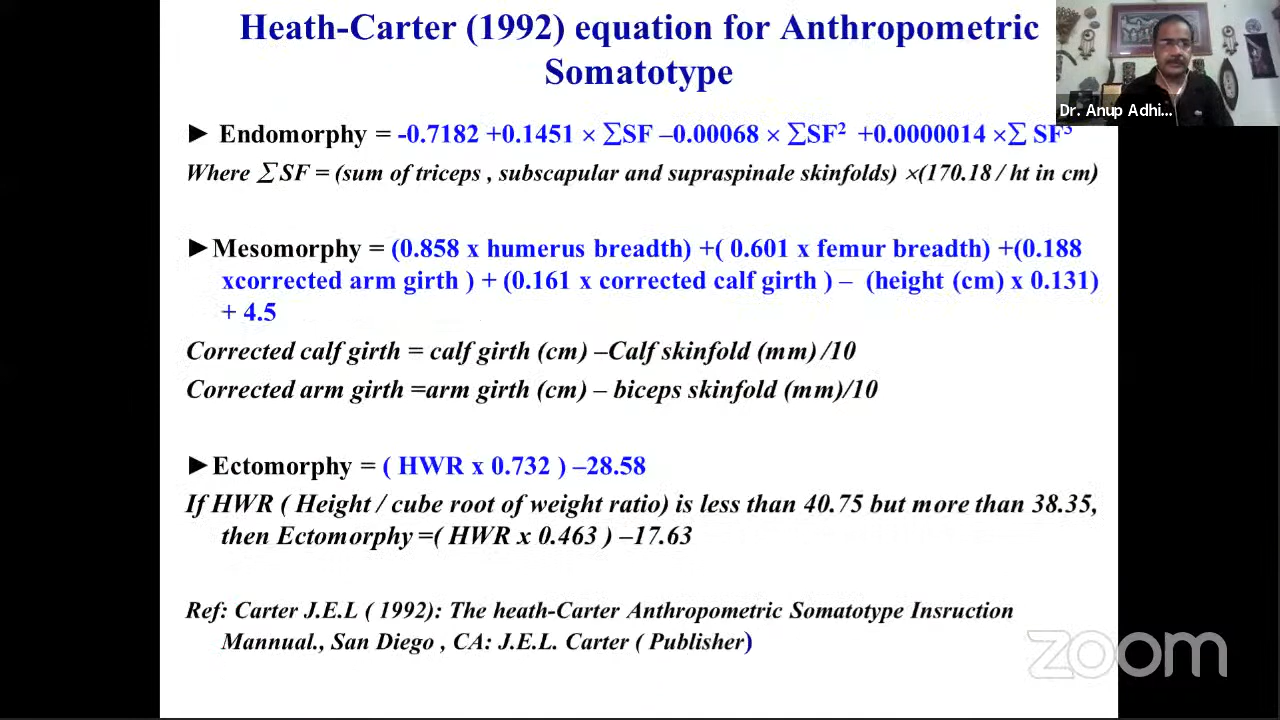 Heath-Carter (1992) equation for Anthropometric
Somatotype
Dr. Anup Adhi...
► Endomorphy = -0.7182 +0.1451 × ∑SF –0.00068 × ∑SF² +0.0000014 ×∑ SF³
Where ∑ SF = (sum of triceps , subscapular and supraspinale skinfolds) ×(170.18 / ht in cm)
►Mesomorphy = (0.858 x humerus breadth) +( 0.601 x femur breadth) +(0.188
xcorrected arm girth ) + (0.161 x corrected calf girth ) – (height (cm) x 0.131)
+ 4.5
Corrected calf girth = calf girth (cm) –Calf skinfold (mm) /10
Corrected arm girth =arm girth (cm) – biceps skinfold (mm)/10
►Ectomorphy = ( HWR x 0.732 ) –28.58
If HWR ( Height / cube root of weight ratio) is less than 40.75 but more than 38.35,
then Ectomorphy =( HWR x 0.463 ) –17.63
Ref: Carter J.E.L ( 1992): The heath-Carter Anthropometric Somatotype Insruction
Mannual., San Diego , CA: J.E.L. Carter ( Publisher)
zoom